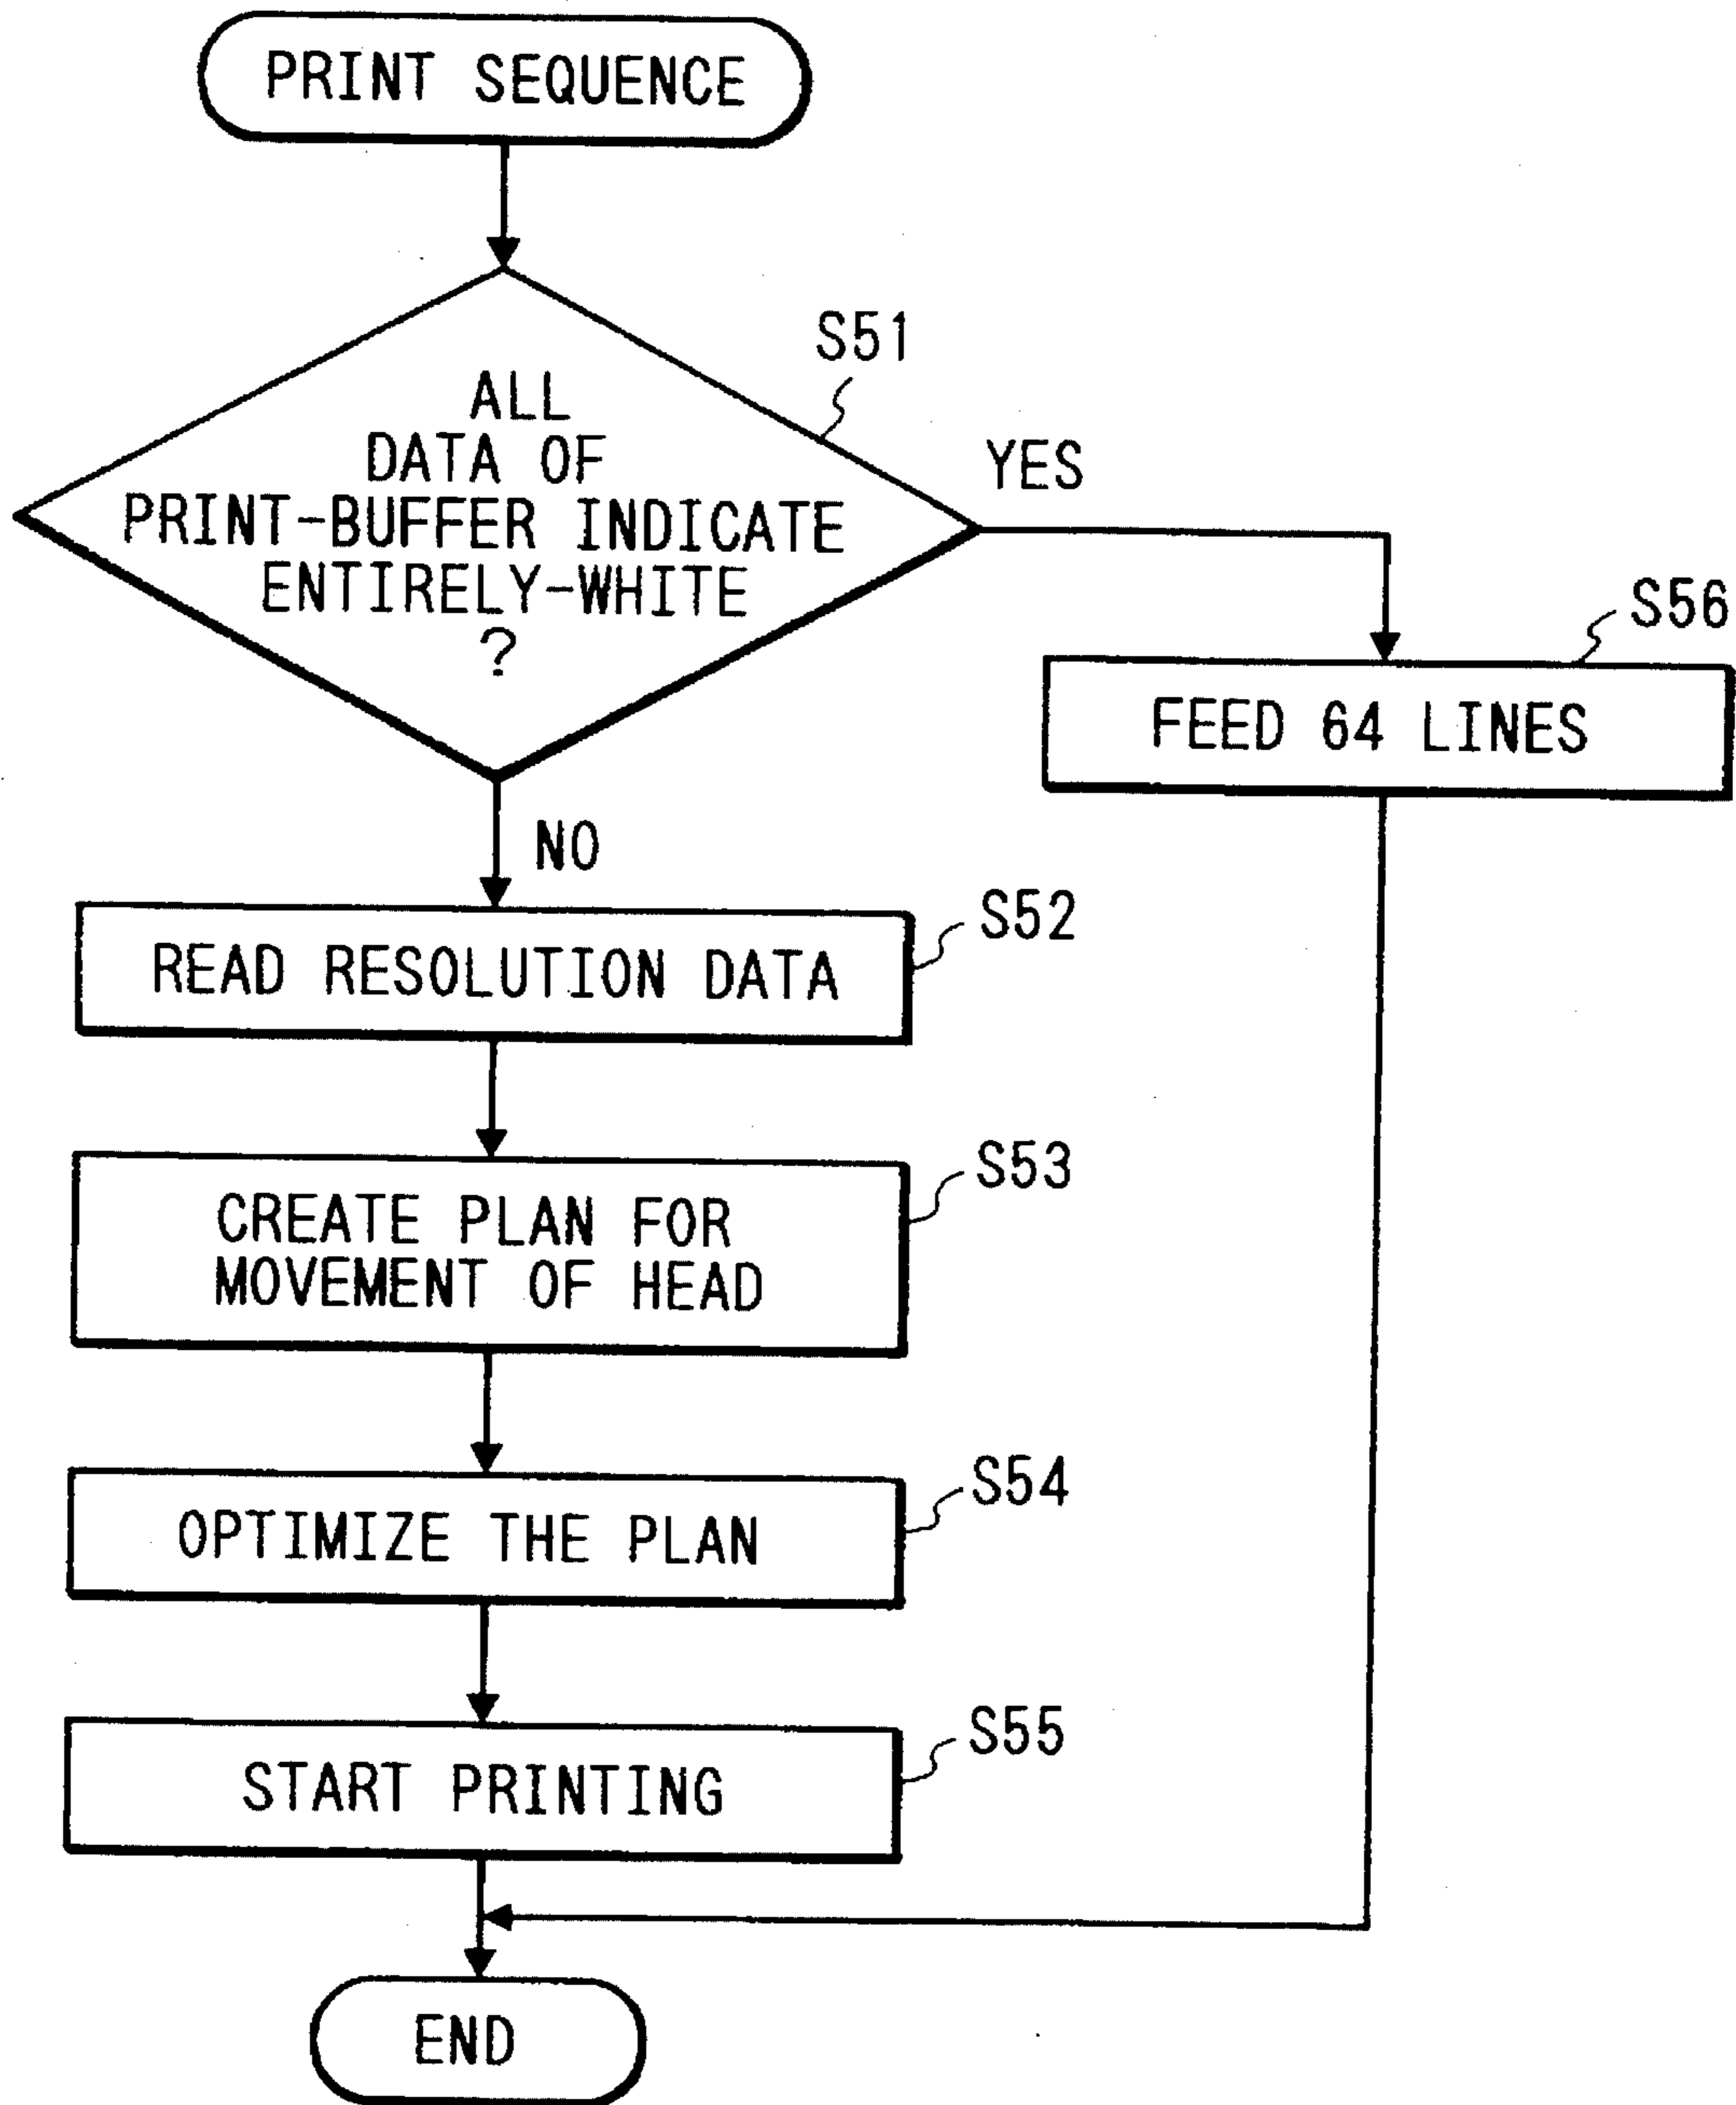 PRINT SEQUENCE
S51
ALL
DATA OF
PRINT-BUFFER INDICATE
ENTIRELY-WHITE
?
YES
S56
FEED 64 LINES
NO
S52
READ RESOLUTION DATA
S53
CREATE PLAN FOR
MOVEMENT OF HEAD
S54
OPTIMIZE THE PLAN
S55
START PRINTING
END